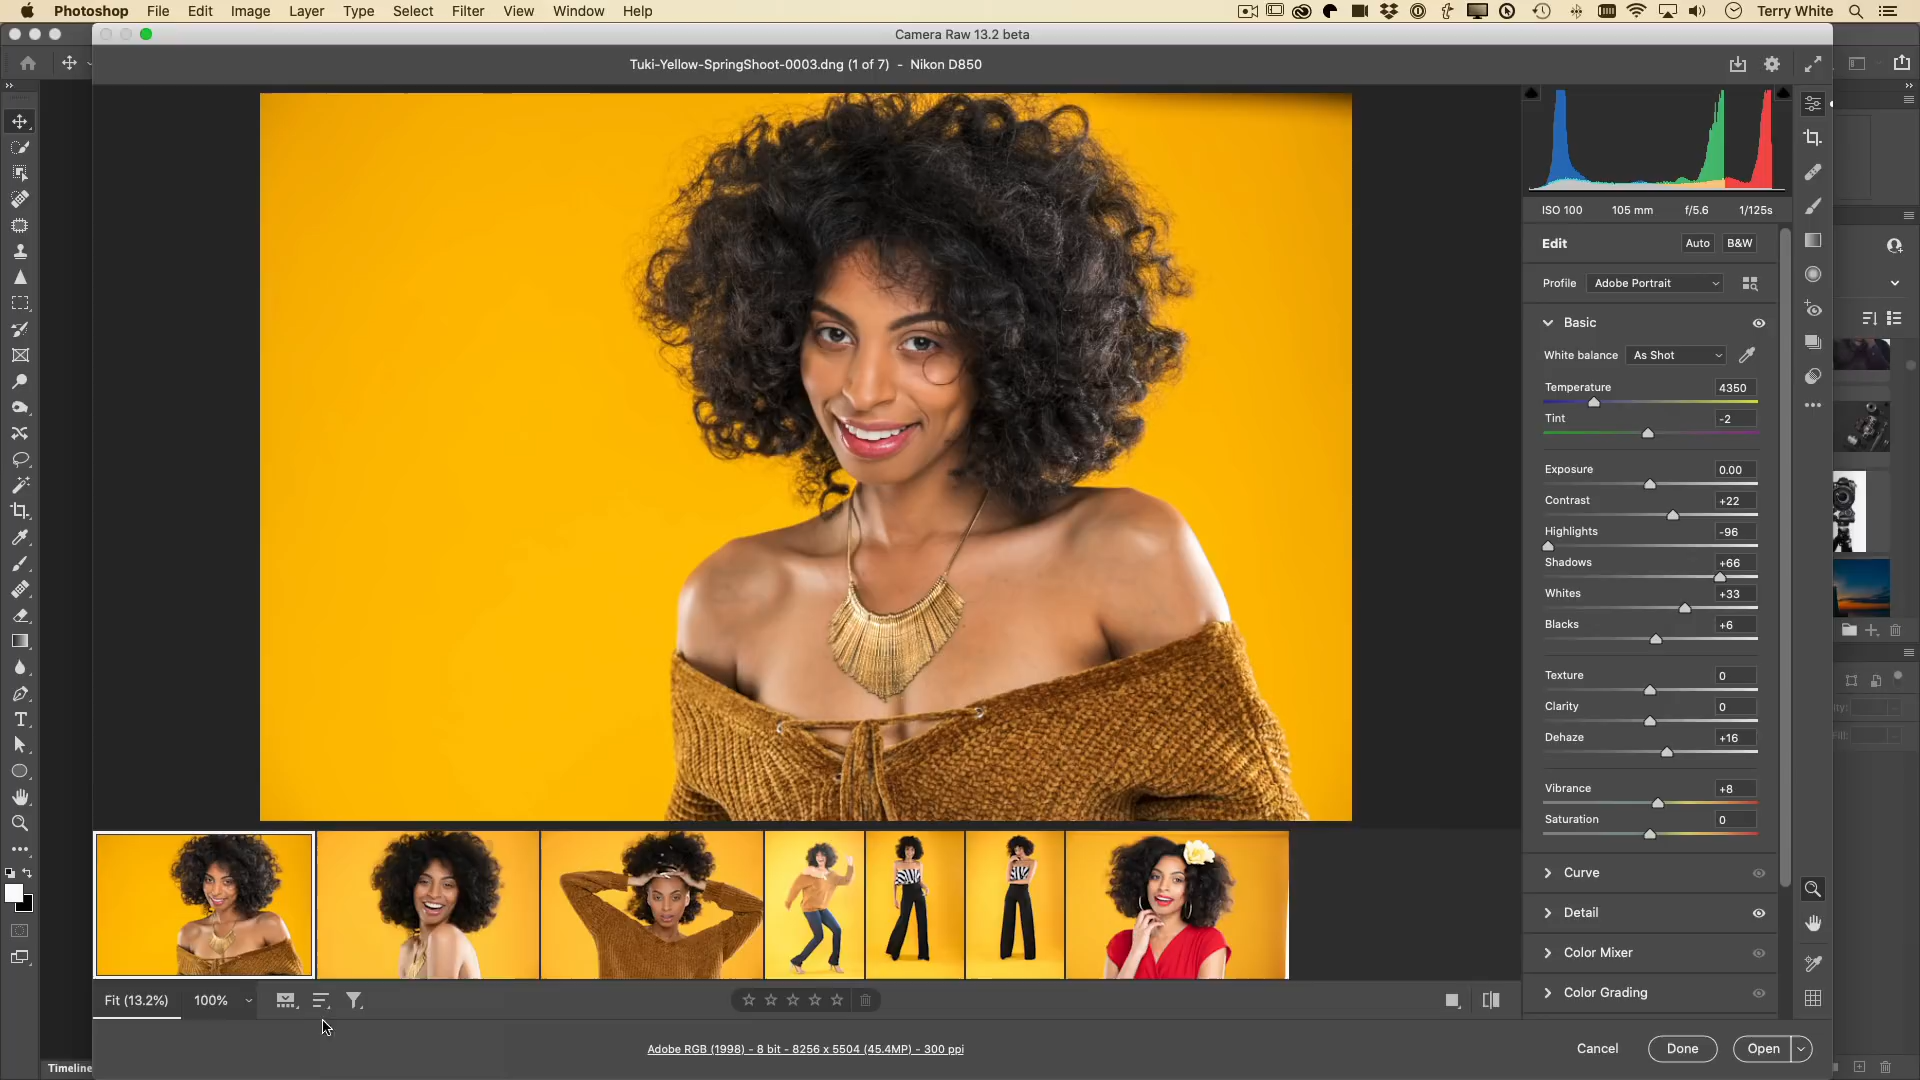 Photoshop File Edit Image Layer Type Select Filter View Window Help Terry White
Camera Raw 13.2 beta
Tuki-Yellow-SpringShoot-0003.dng (1 of 7) - Nikon D850
ISO 100 105 mm f/5.6 1/125s
Edit Auto B&W
Profile Adobe Portrait
Basic
White balance As Shot
Temperature 4350
Tint -2
Exposure 0.00
Contrast +22
Highlights -96
Shadows +66
Whites +33
Blacks +6
Texture 0
Clarity 0
Dehaze +16
Vibrance +8
Saturation 0
Curve
Detail
Color Mixer
Color Grading
Fit (13.2%) 100%
Adobe RGB (1998) - 8 bit - 8256 x 5504 (45.4MP) - 300 ppi
Cancel Done Open
Timeline
Fill: